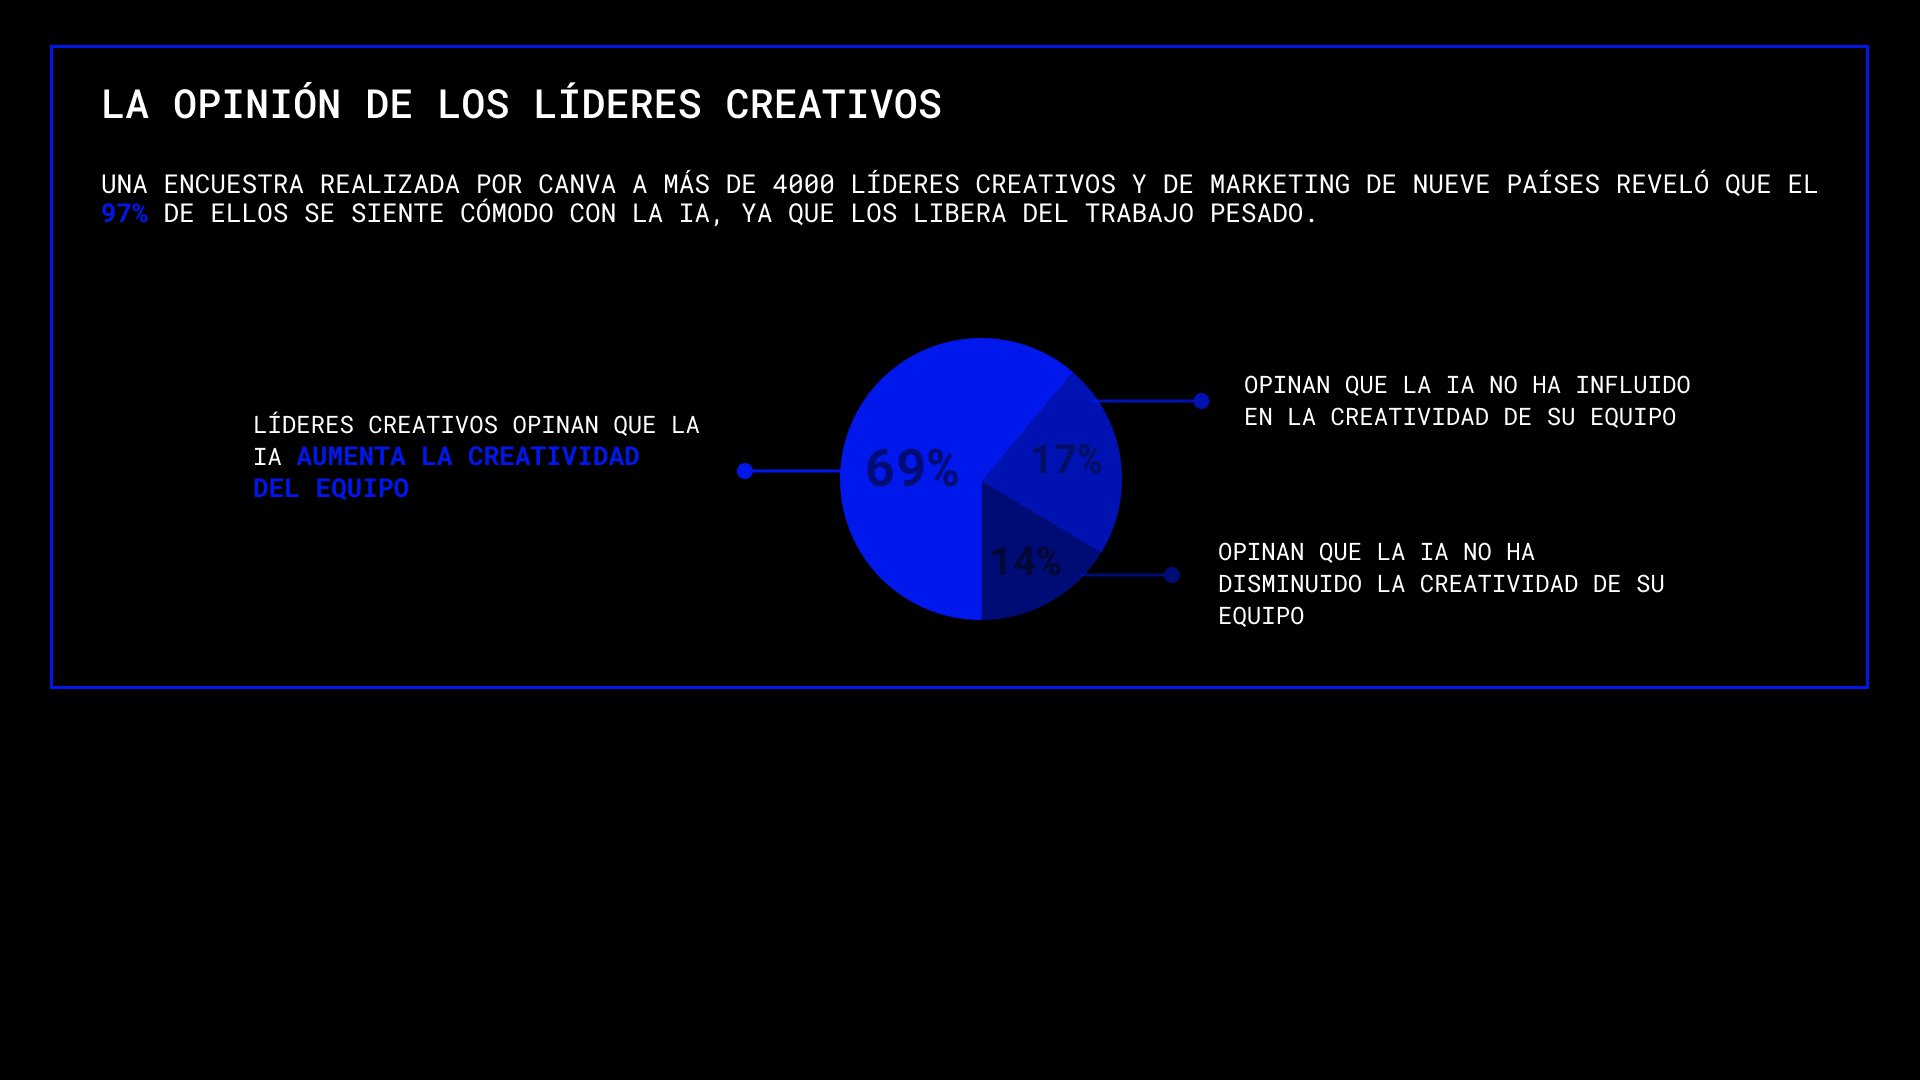 LA OPINIÓN DE LOS LÍDERES CREATIVOS
UNA ENCUESTRA REALIZADA POR CANVA A MÁS DE 4000 LÍDERES CREATIVOS Y DE MARKETING DE NUEVE PAÍSES REVELÓ QUE EL
97% DE ELLOS SE SIENTE CÓMODO CON LA IA, YA QUE LOS LIBERA DEL TRABAJO PESADO.
LÍDERES CREATIVOS OPINAN QUE LA
IA AUMENTA LA CREATIVIDAD
DEL EQUIPO
69%
17%
14%
OPINAN QUE LA IA NO HA INFLUIDO
EN LA CREATIVIDAD DE SU EQUIPO
OPINAN QUE LA IA NO HA
DISMINUIDO LA CREATIVIDAD DE SU
EQUIPO